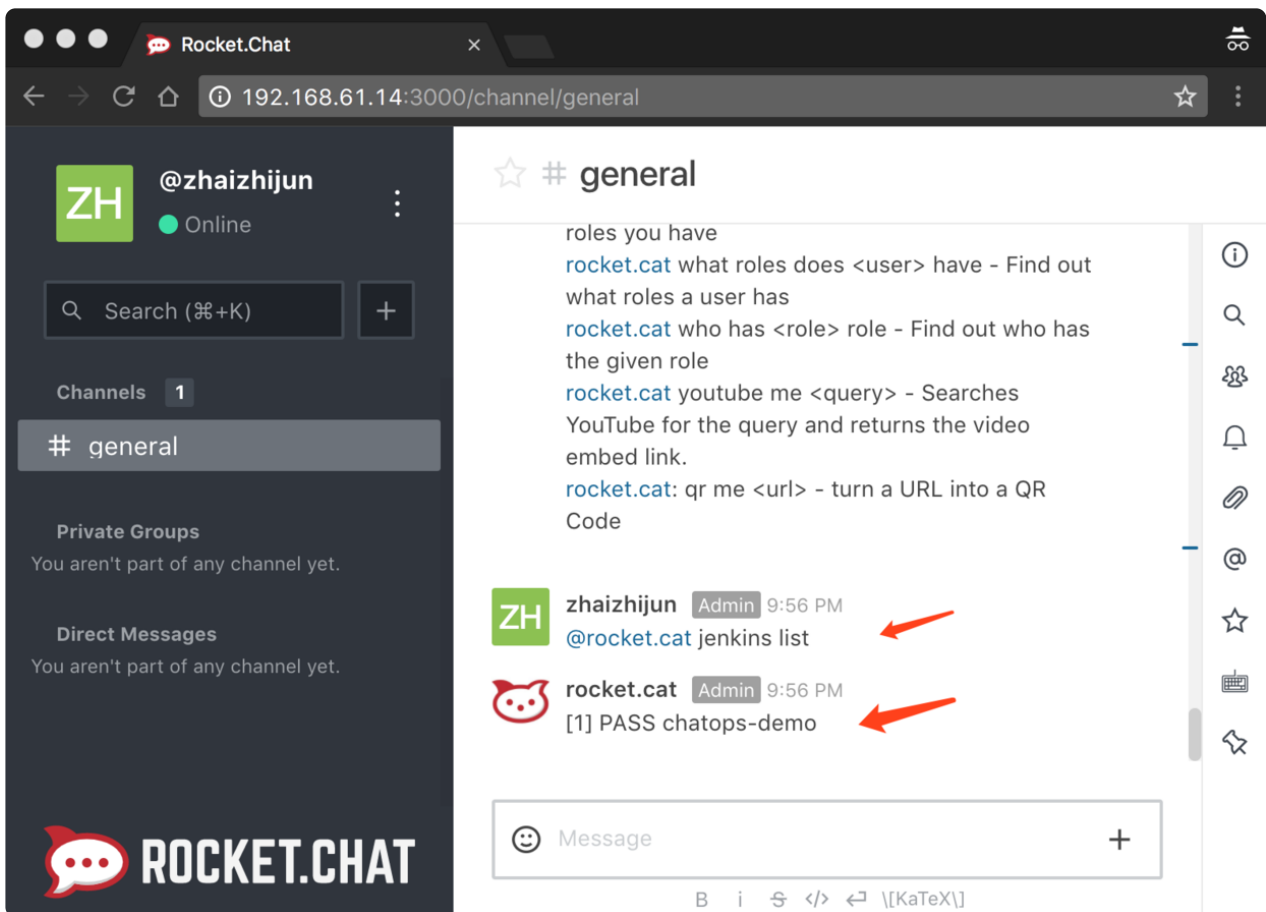 Rocket.Chat
192.168.61.14:3000/channel/general
ZH
@zhaizhijun
Online
Search (⌘+K)
Channels 1
# general
Private Groups
You aren't part of any channel yet.
Direct Messages
You aren't part of any channel yet.
ROCKET.CHAT
# general
roles you have
rocket.cat what roles does <user> have - Find out
what roles a user has
rocket.cat who has <role> role - Find out who has
the given role
rocket.cat youtube me <query> - Searches
YouTube for the query and returns the video
embed link.
rocket.cat: qr me <url> - turn a URL into a QR
Code
ZH
zhaizhijun Admin 9:56 PM
@rocket.cat jenkins list
rocket.cat Admin 9:56 PM
[1] PASS chatops-demo
Message
B i S </> \[KaTeX\]